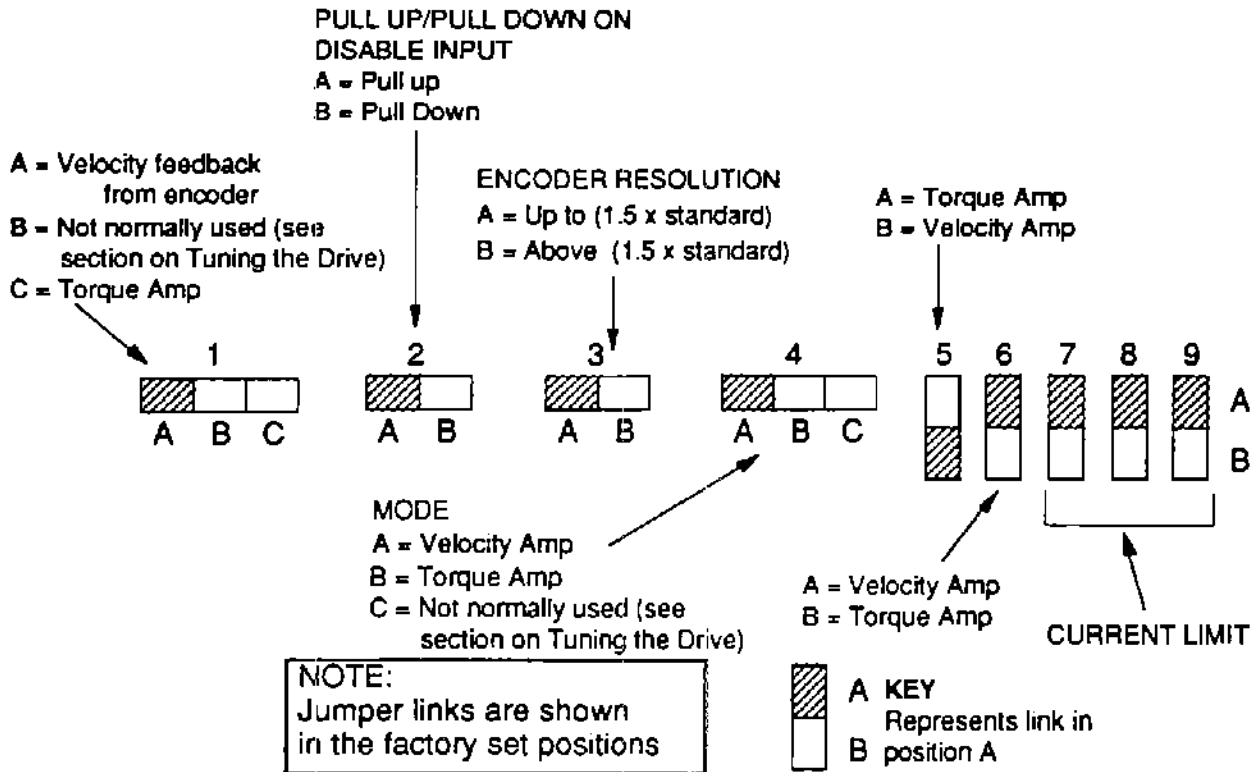 PULL UP/PULL DOWN ON
DISABLE INPUT
A = Pull up
B = Pull Down
A = Velocity feedback
from encoder
B = Not normally used (see
section on Tuning the Drive)
C = Torque Amp
ENCODER RESOLUTION
A = Up to (1.5 x standard)
B = Above (1.5 x standard)
A = Torque Amp
B = Velocity Amp
1 2 3 4 5 6 7 8 9
A B C A B A B A B C A
B
MODE
A = Velocity Amp
B = Torque Amp
C = Not normally used (see
section on Tuning the Drive)
A = Velocity Amp
B = Torque Amp
CURRENT LIMIT
NOTE:
Jumper links are shown
in the factory set positions
A KEY
Represents link in
B position A